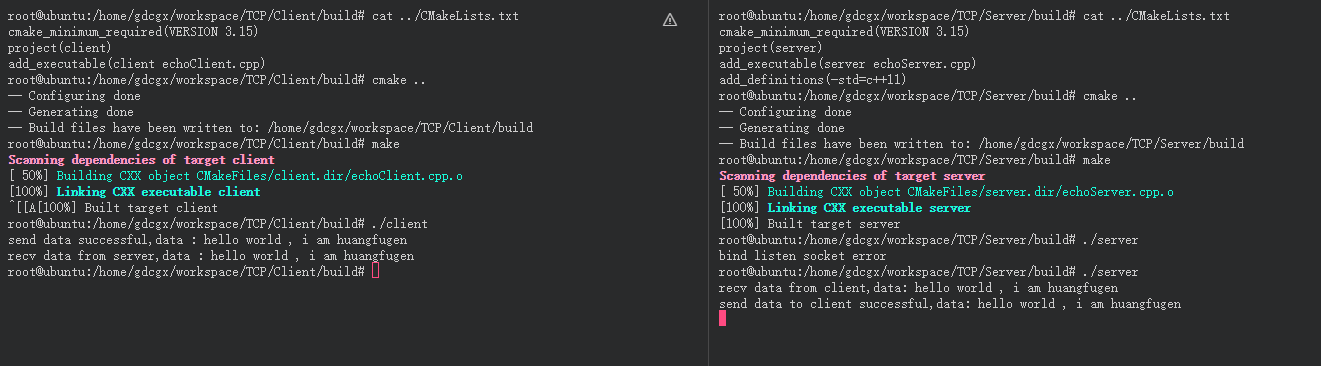 root@ubuntu:/home/gdcgx/workspace/TCP/Client/build# cat ../CMakeLists.txt
cmake_minimum_required(VERSION 3.15)
project(client)
add_executable(client echoClient.cpp)
root@ubuntu:/home/gdcgx/workspace/TCP/Client/build# cmake ..
-- Configuring done
-- Generating done
-- Build files have been written to: /home/gdcgx/workspace/TCP/Client/build
root@ubuntu:/home/gdcgx/workspace/TCP/Client/build# make
Scanning dependencies of target client
[ 50%] Building CXX object CMakeFiles/client.dir/echoClient.cpp.o
[100%] Linking CXX executable client
^[[A[100%] Built target client
root@ubuntu:/home/gdcgx/workspace/TCP/Client/build# ./client
send data successful,data : hello world , i am huangfugen
recv data from server,data : hello world , i am huangfugen
root@ubuntu:/home/gdcgx/workspace/TCP/Client/build#
root@ubuntu:/home/gdcgx/workspace/TCP/Server/build# cat ../CMakeLists.txt
cmake_minimum_required(VERSION 3.15)
project(server)
add_executable(server echoServer.cpp)
add_definitions(-std=c++11)
root@ubuntu:/home/gdcgx/workspace/TCP/Server/build# cmake ..
-- Configuring done
-- Generating done
-- Build files have been written to: /home/gdcgx/workspace/TCP/Server/build
root@ubuntu:/home/gdcgx/workspace/TCP/Server/build# make
Scanning dependencies of target server
[ 50%] Building CXX object CMakeFiles/server.dir/echoServer.cpp.o
[100%] Linking CXX executable server
[100%] Built target server
root@ubuntu:/home/gdcgx/workspace/TCP/Server/build# ./server
bind listen socket error
root@ubuntu:/home/gdcgx/workspace/TCP/Server/build# ./server
recv data from client,data: hello world , i am huangfugen
send data to client successful,data: hello world , i am huangfugen